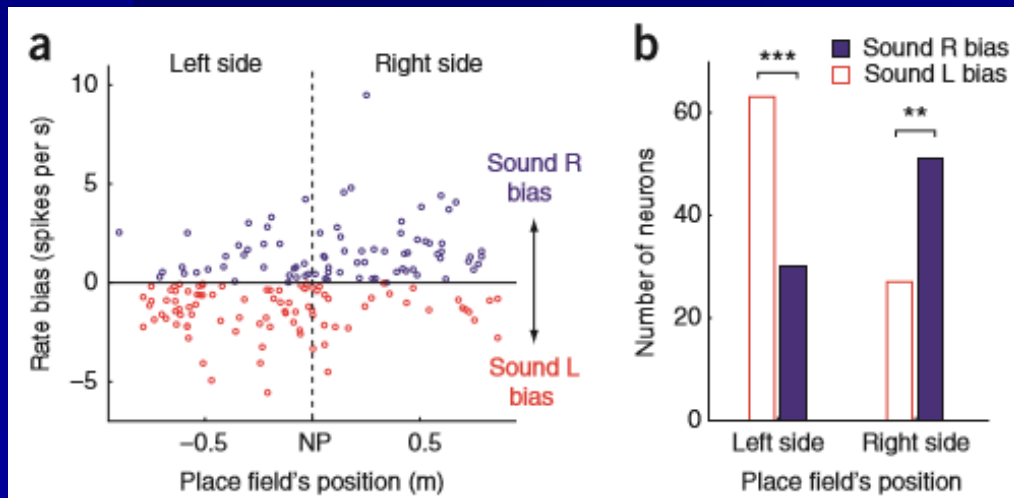 a
Left side
Right side
10
5
0
−5
Rate bias (spikes per s)
−0.5
NP
0.5
Place field's position (m)
Sound R
bias
Sound L
bias
b
Sound R bias
Sound L bias
***
**
60
40
20
0
Number of neurons
Left side
Right side
Place field's position